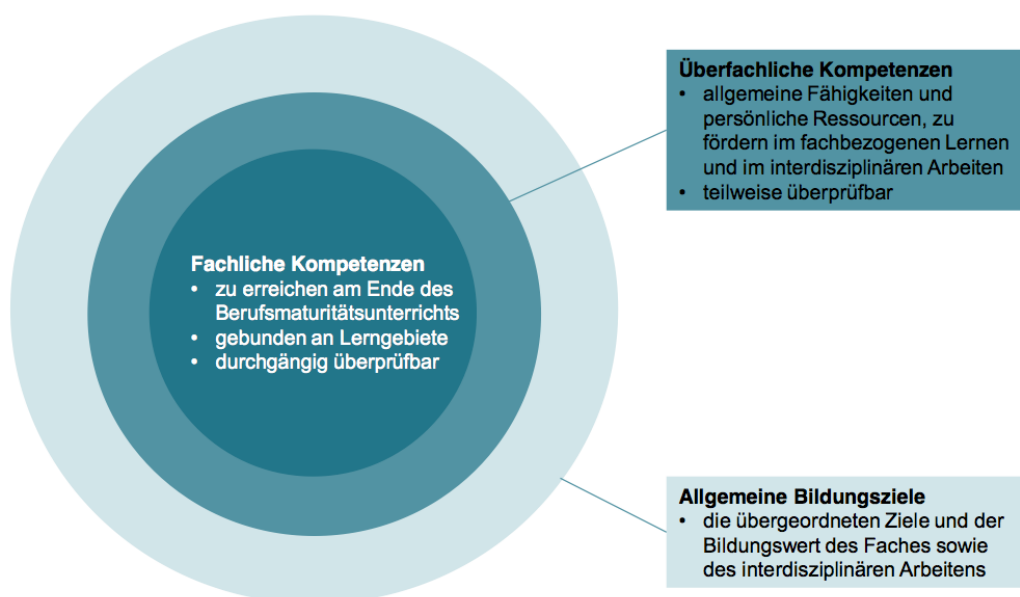 Überfachliche Kompetenzen
• allgemeine Fähigkeiten und
persönliche Ressourcen, zu
fördern im fachbezogenen Lernen
und im interdisziplinären Arbeiten
• teilweise überprüfbar
Fachliche Kompetenzen
• zu erreichen am Ende des
Berufsmaturitätsunterrichts
• gebunden an Lerngebiete
• durchgängig überprüfbar
Allgemeine Bildungsziele
• die übergeordneten Ziele und der
Bildungswert des Faches sowie
des interdisziplinären Arbeitens